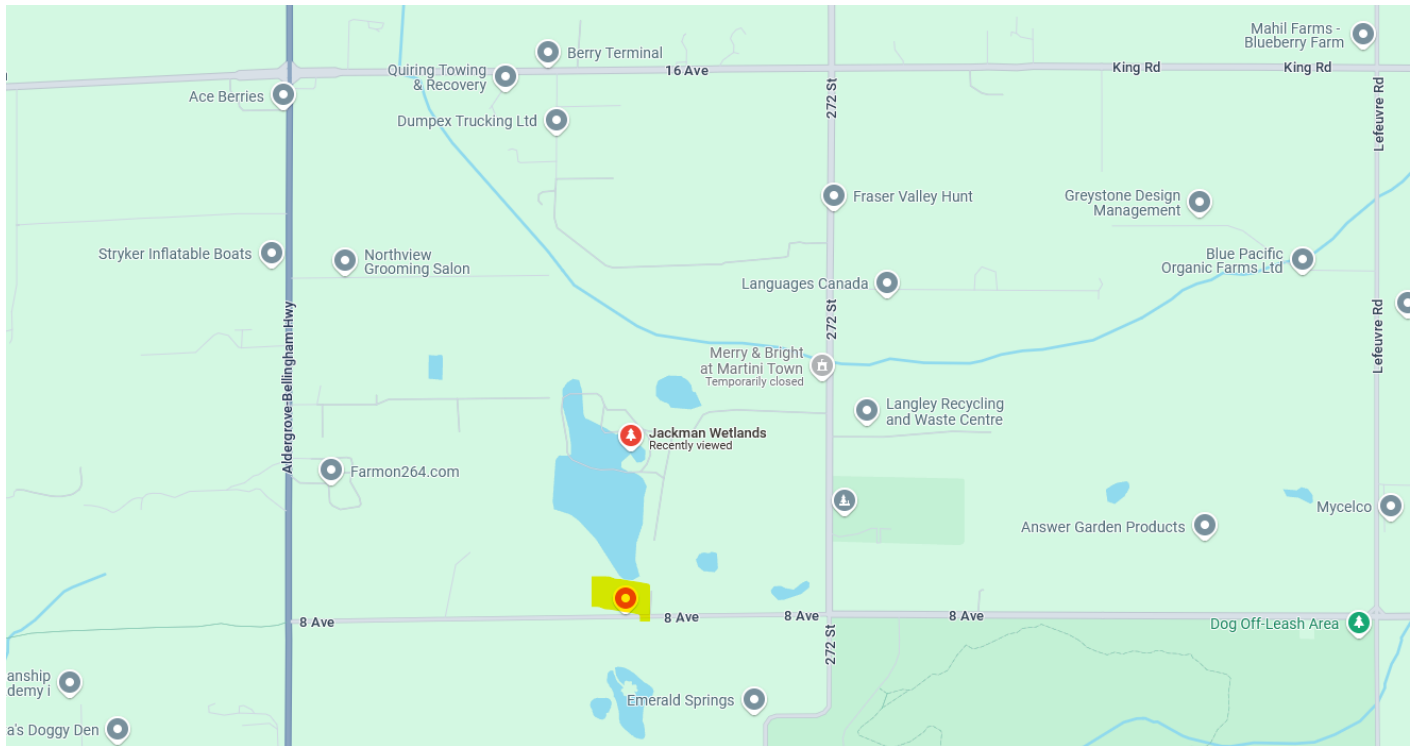 Mahil Farms -
Blueberry Farm
Berry Terminal
Quiring Towing
& Recovery
16 Ave
King Rd
King Rd
Ace Berries
272 St
Dumpex Trucking Ltd
Lefeuvre Rd
Fraser Valley Hunt
Greystone Design
Management
Stryker Inflatable Boats
Northview
Grooming Salon
Blue Pacific
Organic Farms Ltd
Languages Canada
272 St
Lefeuvre Rd
Aldergrove-Bellingham Hwy
Merry & Bright
at Martini Town
Temporarily closed
Langley Recycling
and Waste Centre
Jackman Wetlands
Recently viewed
Farmon264.com
Mycelco
Answer Garden Products
8 Ave
8 Ave
8 Ave
8 Ave
Dog Off-Leash Area
272 St
anship
demy i
Emerald Springs
a's Doggy Den